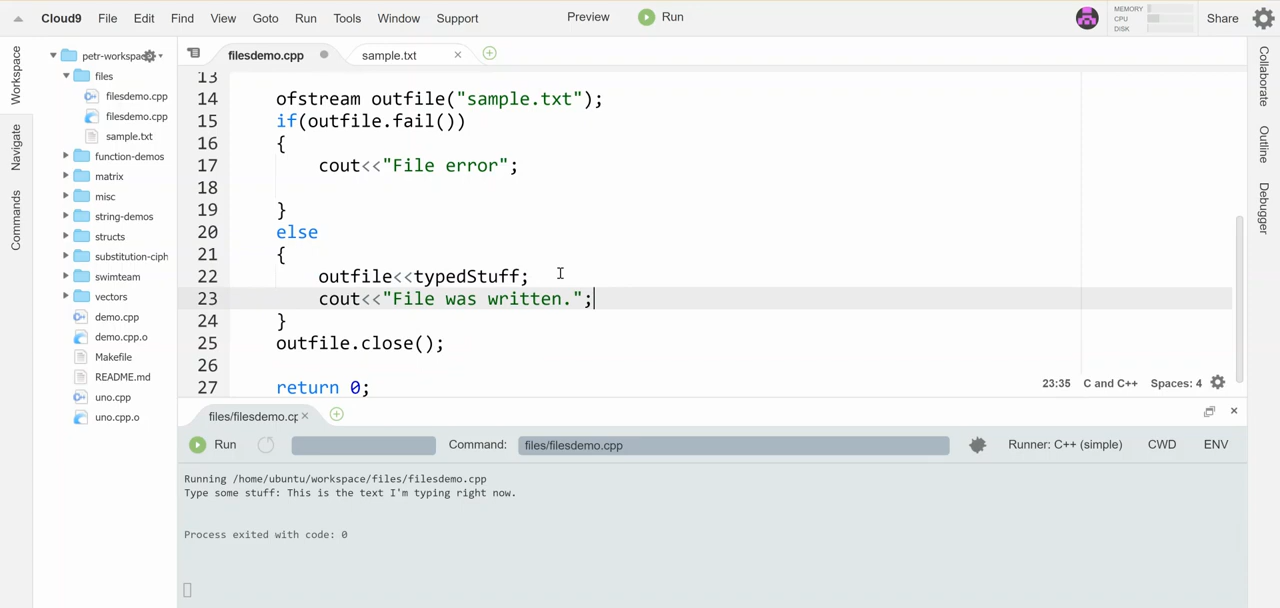 Cloud9 File Edit Find View Goto Run Tools Window Support Preview Run MEMORY CPU DISK Share
Workspace
Navigate
Commands
petr-workspac
files
filesdemo.cpp
filesdemo.cpp
sample.txt
function-demos
matrix
misc
string-demos
structs
substitution-ciph
swimteam
vectors
demo.cpp
demo.cpp.o
Makefile
README.md
uno.cpp
uno.cpp.o
filesdemo.cpp sample.txt
13
14 ofstream outfile("sample.txt");
15 if(outfile.fail())
16 {
17 cout<<"File error";
18
19 }
20 else
21 {
22 outfile<<typedStuff;
23 cout<<"File was written.";
24 }
25 outfile.close();
26
27 return 0;
23:35 C and C++ Spaces: 4
Collaborate
Outline
Debugger
files/filesdemo.cp
Run Command: files/filesdemo.cpp Runner: C++ (simple) CWD ENV
Running /home/ubuntu/workspace/files/filesdemo.cpp
Type some stuff: This is the text I'm typing right now.
Process exited with code: 0